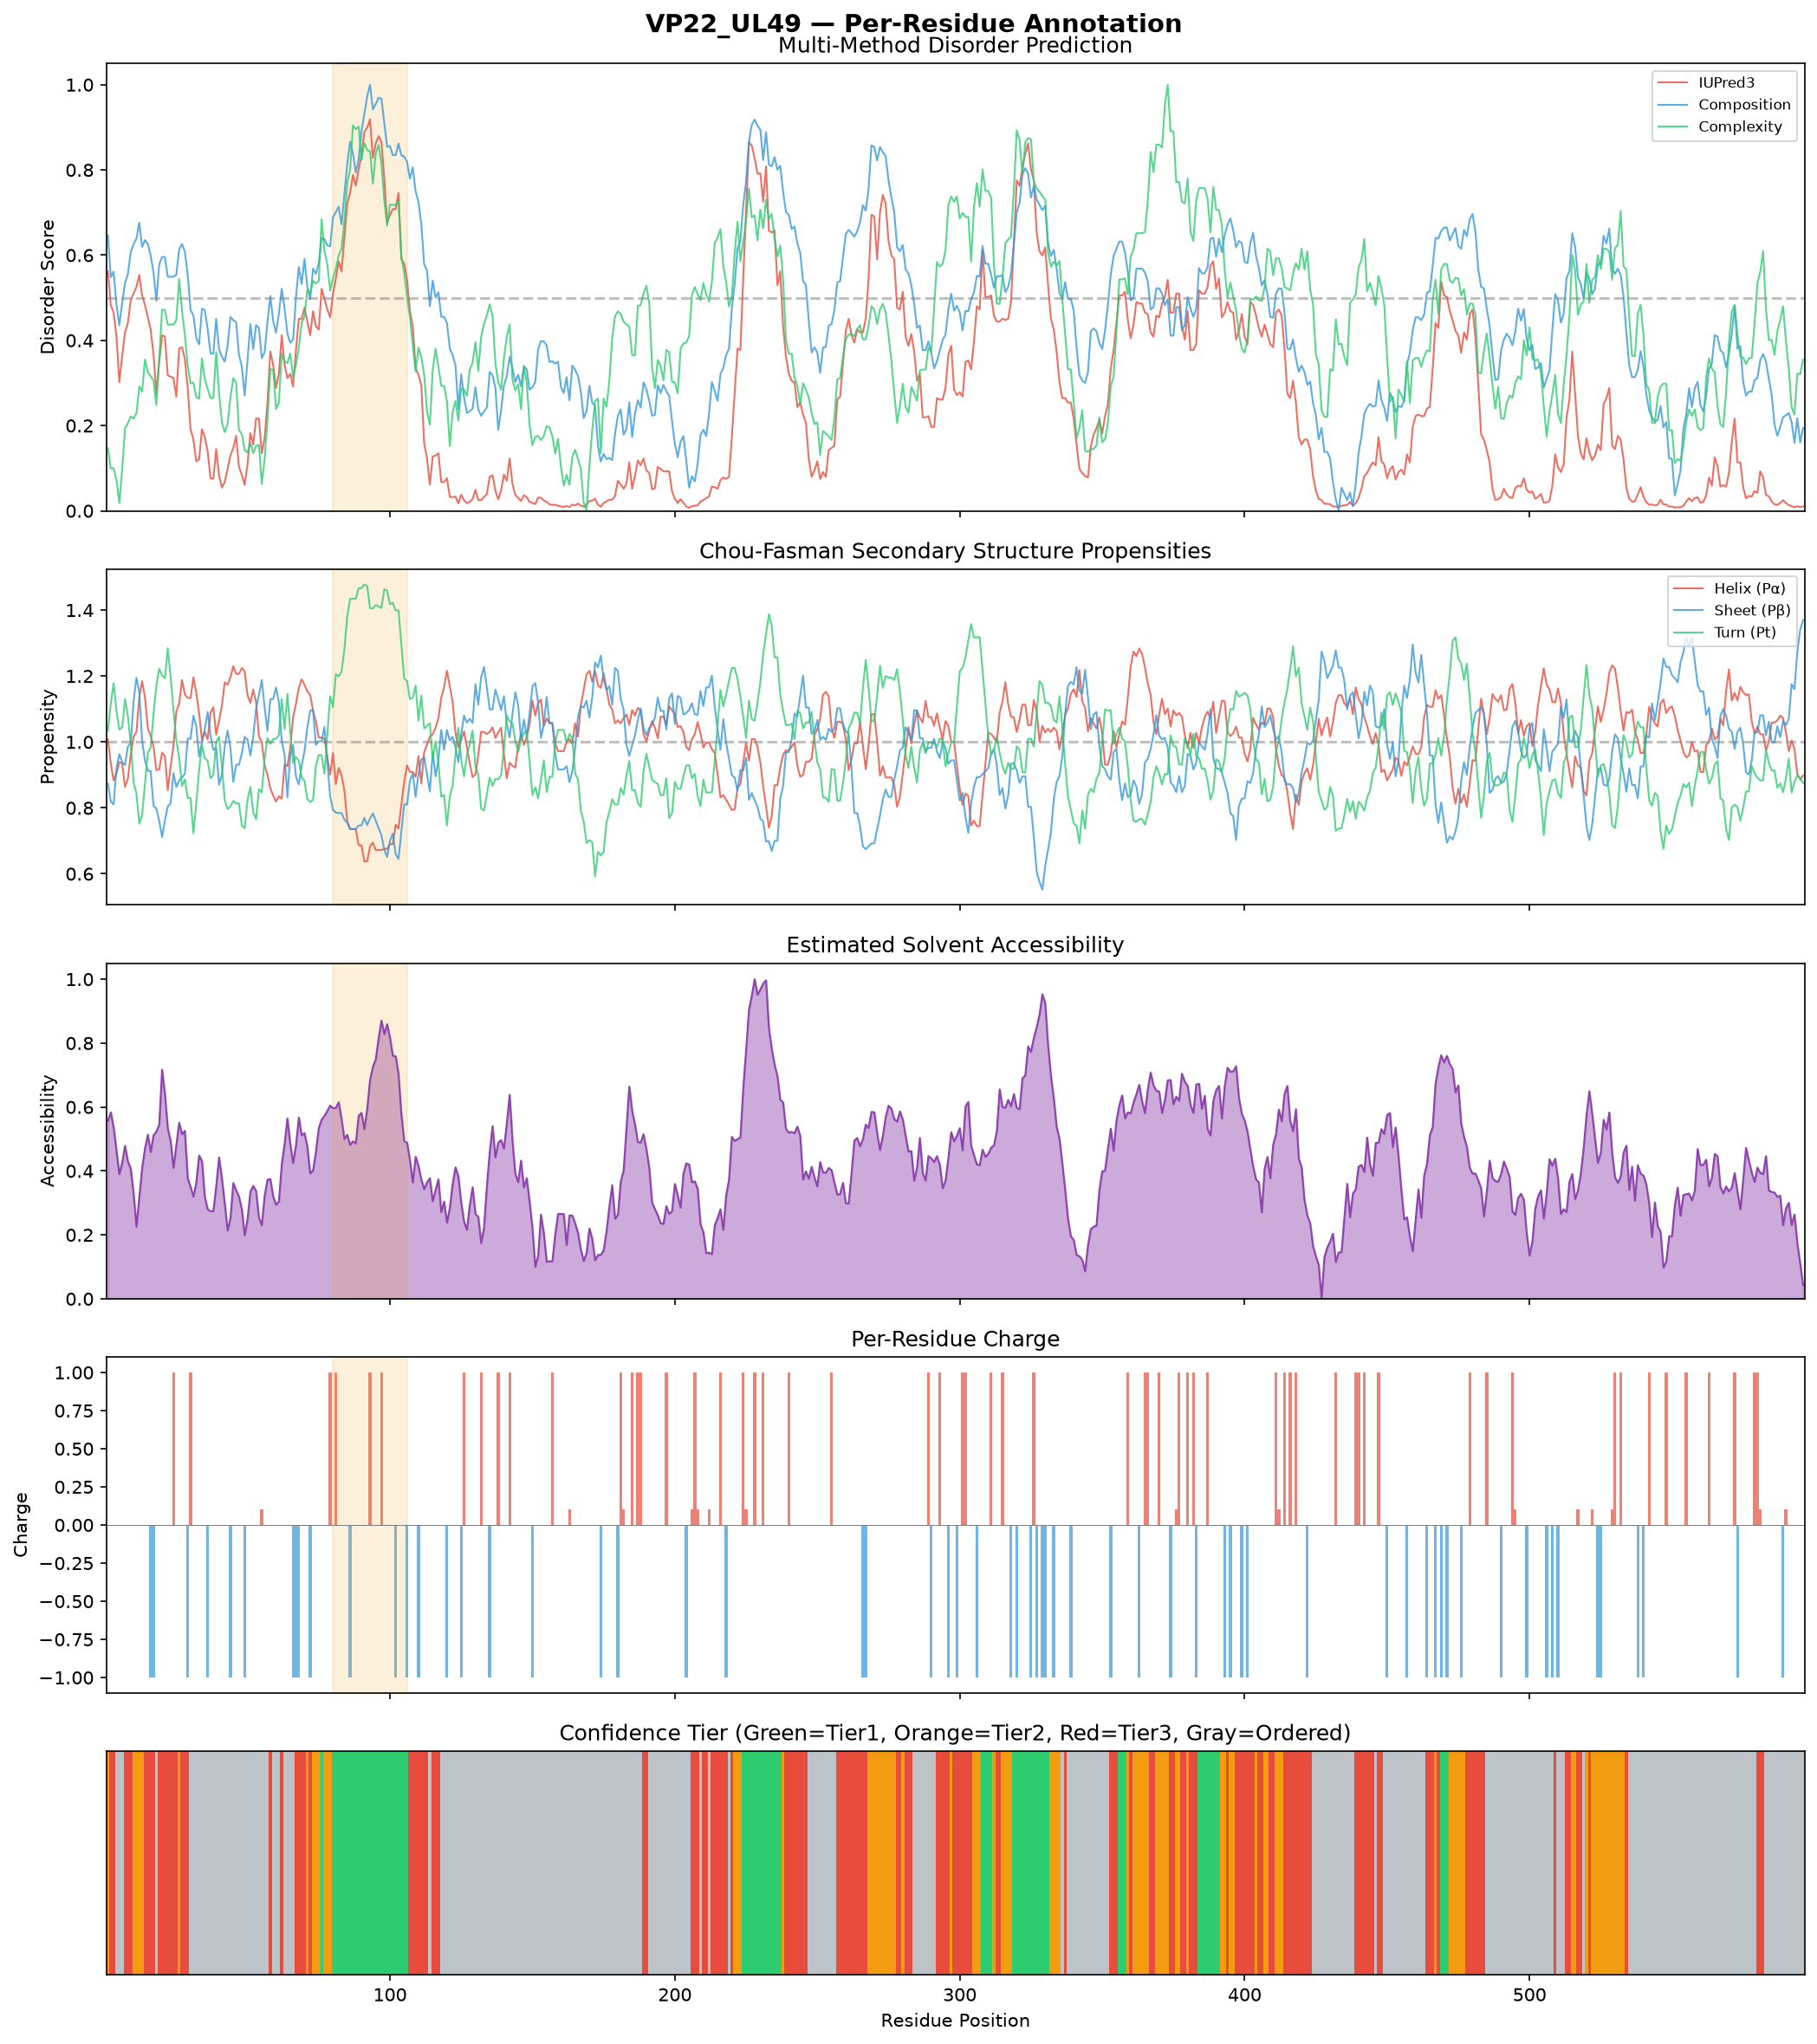 VP22_UL49 — Per-Residue Annotation
Multi-Method Disorder Prediction
Disorder Score
1.0
0.8
0.6
0.4
0.2
0.0
IUPred3
Composition
Complexity
Chou-Fasman Secondary Structure Propensities
Propensity
1.4
1.2
1.0
0.8
0.6
Helix (Pα)
Sheet (Pβ)
Turn (Pt)
Estimated Solvent Accessibility
Accessibility
1.0
0.8
0.6
0.4
0.2
0.0
Per-Residue Charge
Charge
1.00
0.75
0.50
0.25
0.00
−0.25
−0.50
−0.75
−1.00
Confidence Tier (Green=Tier1, Orange=Tier2, Red=Tier3, Gray=Ordered)
100 200 300 400 500
Residue Position